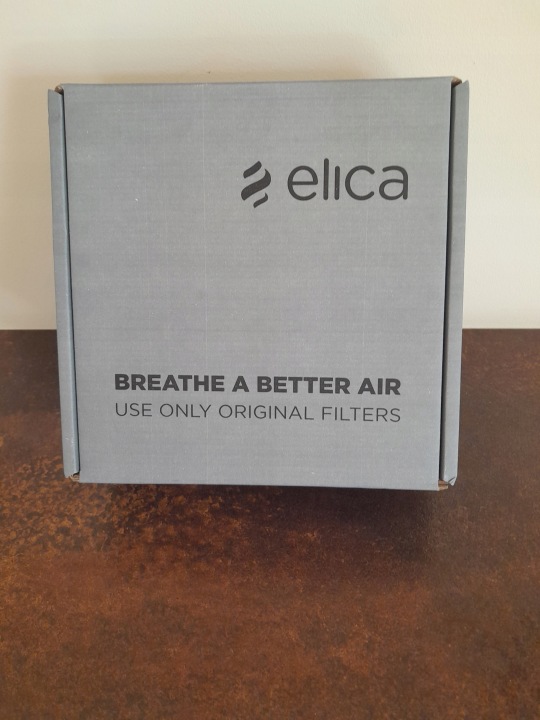 elica
BREATHE A BETTER AIR
USE ONLY ORIGINAL FILTERS